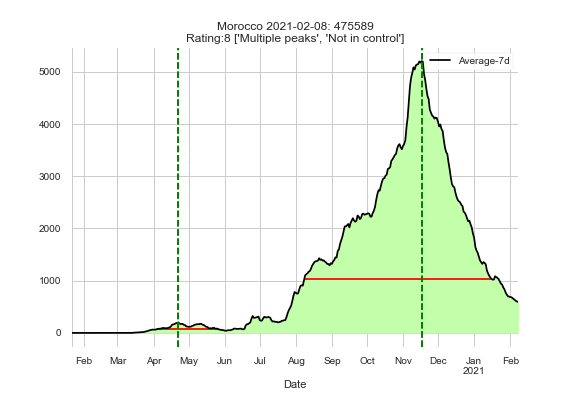 Morocco 2021-02-08: 475589
Rating:8 ['Multiple peaks', 'Not in control']
Average-7d
5000
4000
3000
2000
1000
0
Feb Mar Apr May Jun Jul Aug Sep Oct Nov Dec Jan Feb
2021
Date